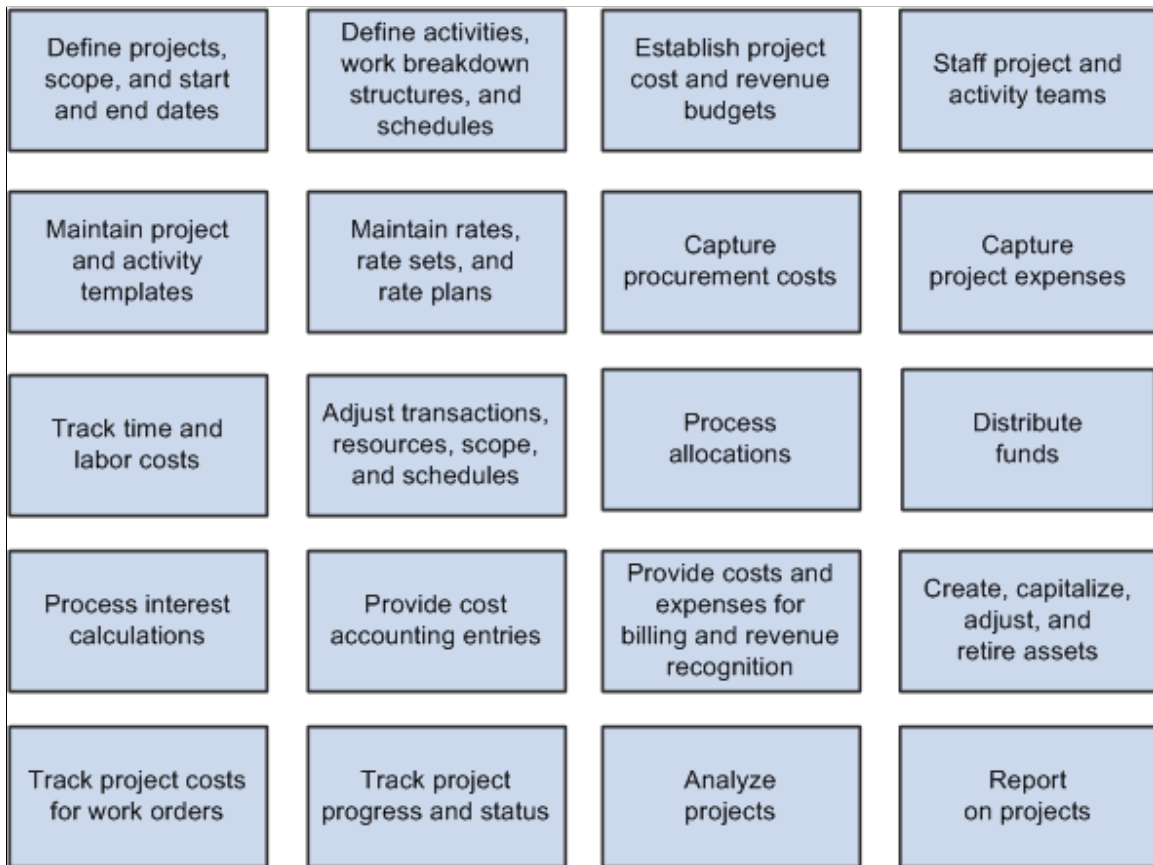 Define projects,
scope, and start
and end dates
Define activities,
work breakdown
structures, and
schedules
Establish project
cost and revenue
budgets
Staff project and
activity teams
Maintain project
and activity
templates
Maintain rates,
rate sets, and
rate plans
Capture
procurement costs
Capture
project expenses
Track time and
labor costs
Adjust transactions,
resources, scope,
and schedules
Process
allocations
Distribute
funds
Process interest
calculations
Provide cost
accounting entries
Provide costs and
expenses for
billing and revenue
recognition
Create, capitalize,
adjust, and
retire assets
Track project costs
for work orders
Track project
progress and status
Analyze
projects
Report
on projects